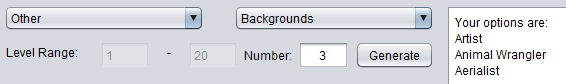 Other Backgrounds
Level Range: 1 - 20 Number: 3 Generate
Your options are:
Artist
Animal Wrangler
Aerialist